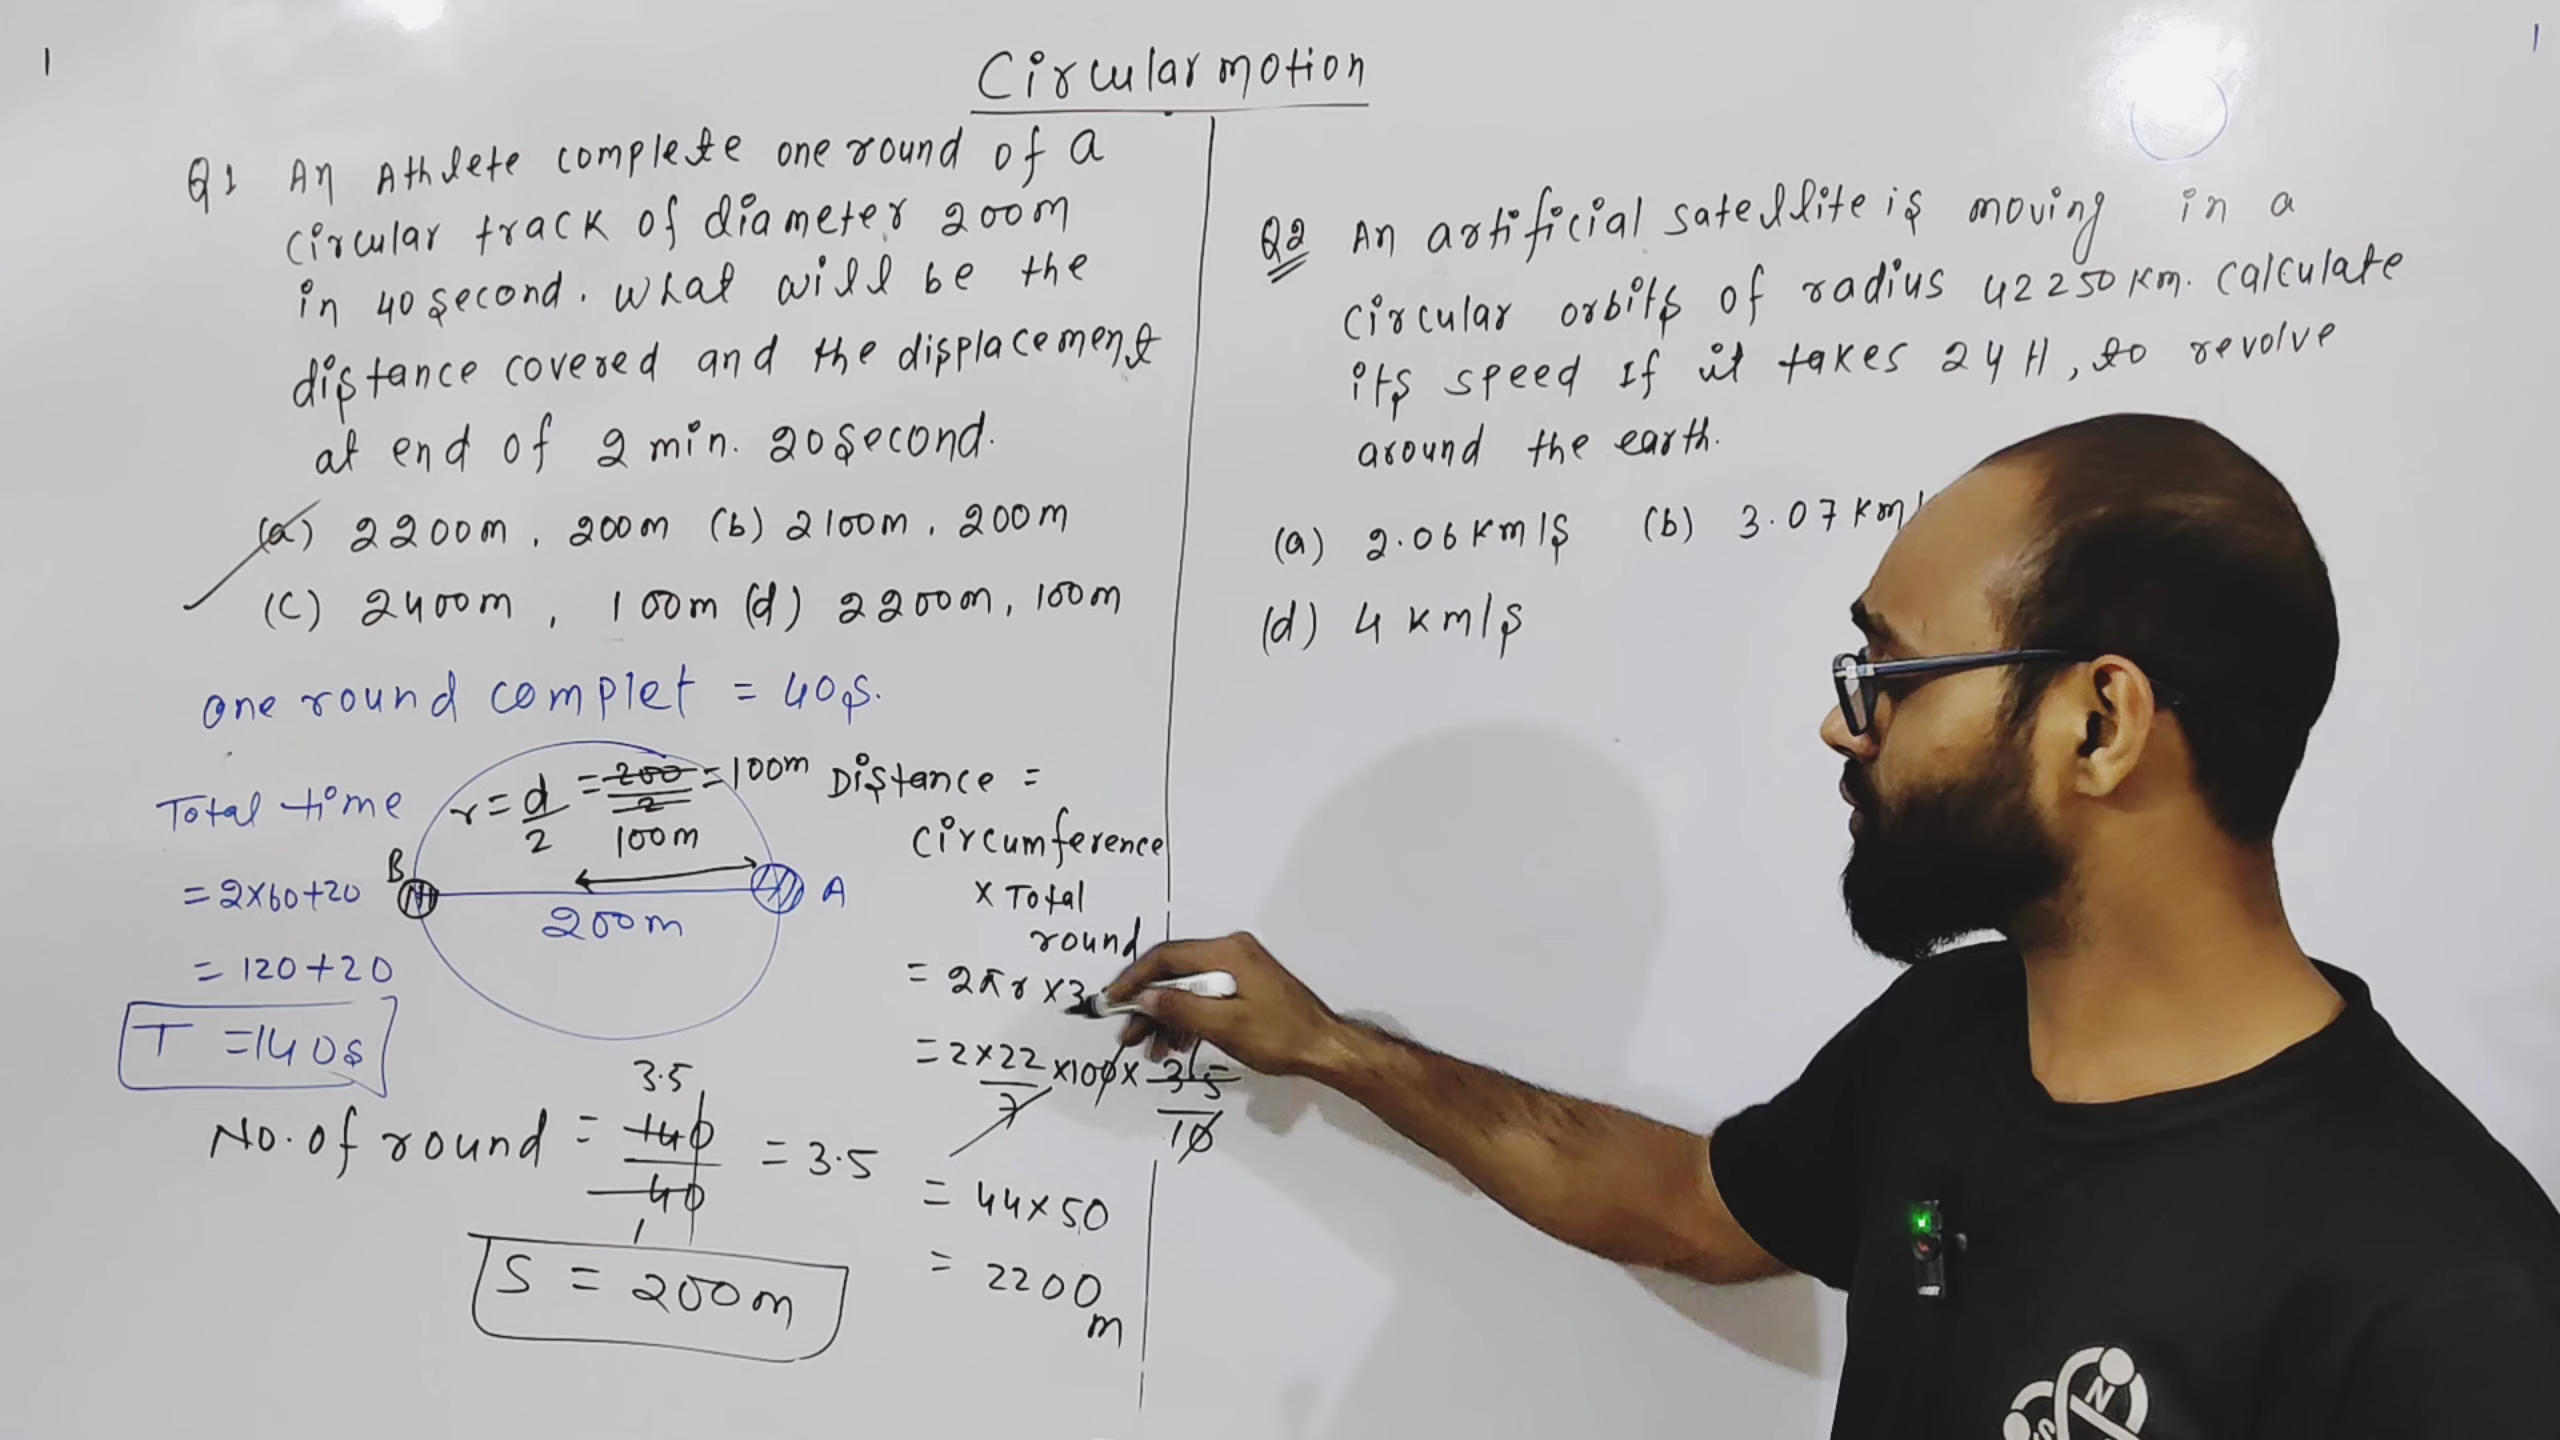 1
1
Circular motion
Q1 An Athlete complete one round of a
circular track of diameter 200m
in 40 second. What will be the
distance covered and the displacement
at end of 2 min. 20 second.
(a) 2200m, 200m (b) 2100m, 200m
(c) 2400m, 100m (d) 2200m, 100m
one round complet = 40s.
Total time
= 2×60+20
= 120+20
T = 140s
r = d/2 = 200/2 = 100m
100m
B
A
200m
No. of round = 140/40 = 3.5
3.5
1
S = 200m
Distance =
Circumference
× Total
round
= 2πr × 3
= 2×22/7 ×100× 35/10
= 44×50
= 2200
m
Q2 An artificial satellite is moving in a
circular orbits of radius 42250 km. Calculate
its speed If it takes 24 H, to revolve
around the earth.
(a) 2.06 km/s (b) 3.07 km/
(d) 4 km/s
N
S